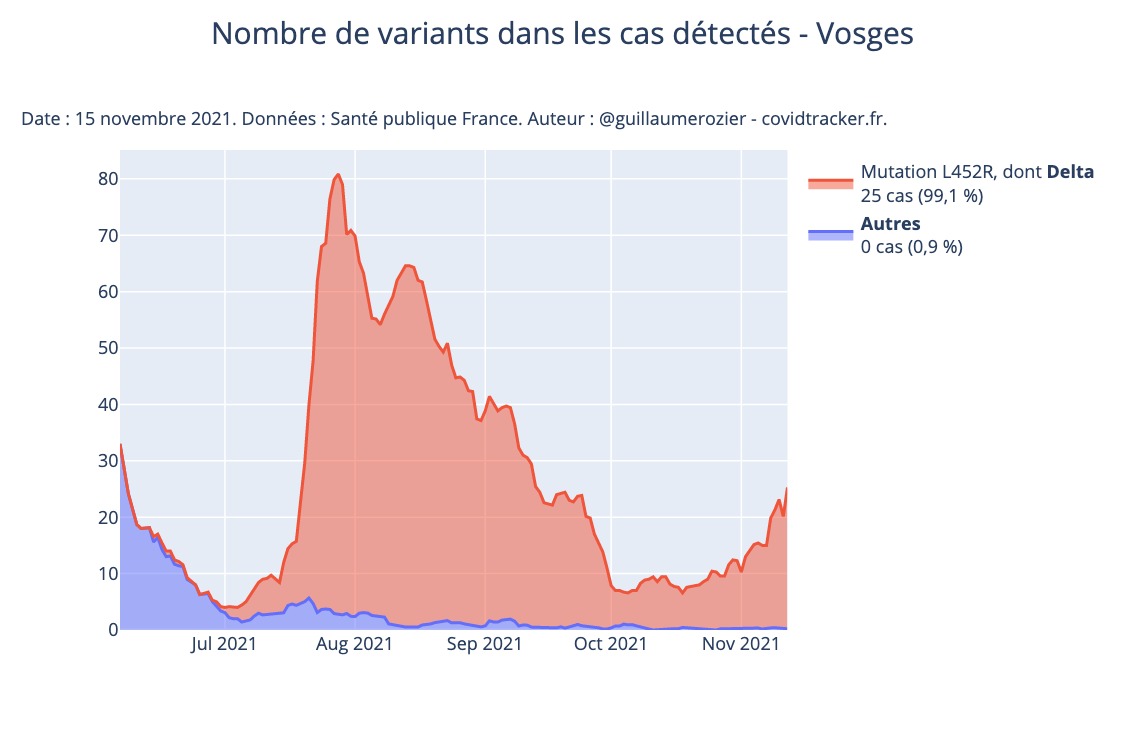 Nombre de variants dans les cas détectés - Vosges
Date : 15 novembre 2021. Données : Santé publique France. Auteur : @guillaumerozier - covidtracker.fr.
Mutation L452R, dont Delta
25 cas (99,1 %)
Autres
0 cas (0,9 %)
80
70
60
50
40
30
20
10
0
Jul 2021
Aug 2021
Sep 2021
Oct 2021
Nov 2021